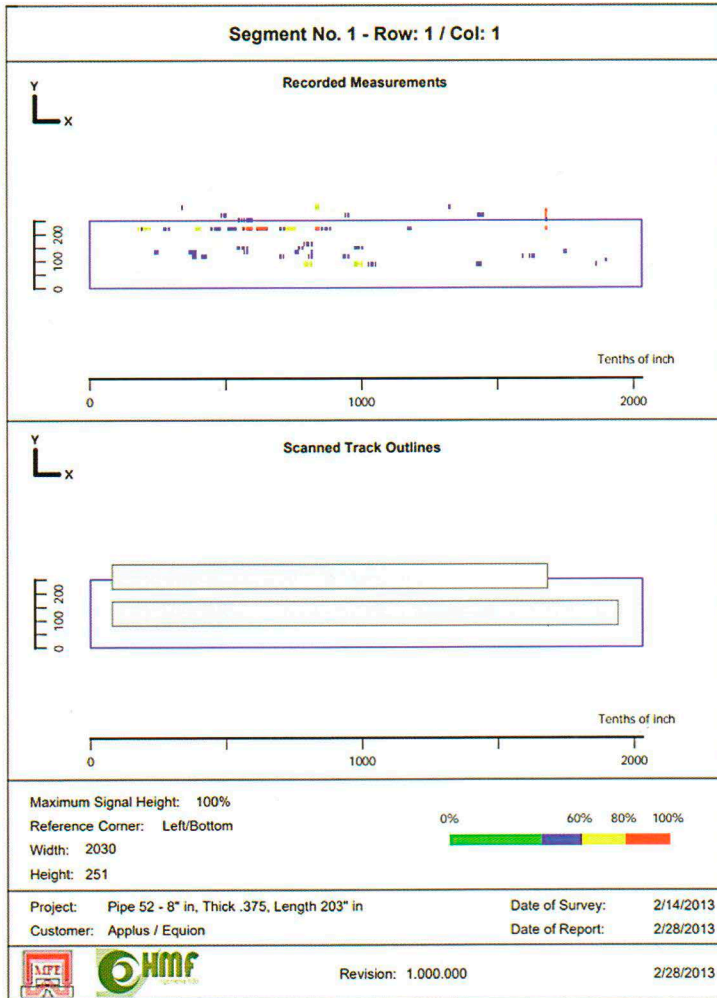 Segment No. 1 - Row: 1 / Col: 1
Recorded Measurements
Y
X
200
100
0
Tenths of inch
0 1000 2000
Scanned Track Outlines
Y
X
200
100
0
Tenths of inch
0 1000 2000
Maximum Signal Height: 100%
Reference Corner: Left/Bottom
Width: 2030
Height: 251
0% 60% 80% 100%
Project: Pipe 52 - 8" in, Thick .375, Length 203" in
Date of Survey: 2/14/2013
Customer: Applus / Equion
Date of Report: 2/28/2013
MFE
HMF
Revision: 1.000.000
2/28/2013